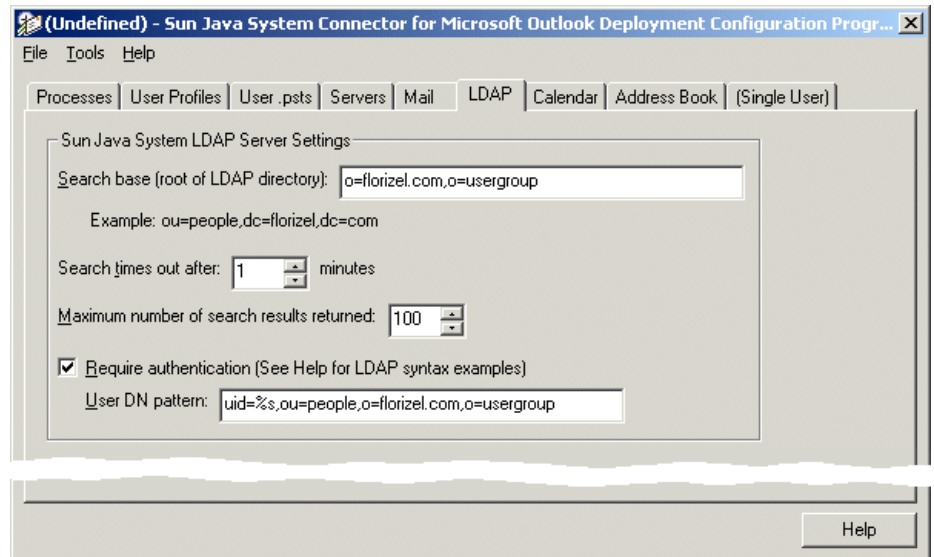 (Undefined) - Sun Java System Connector for Microsoft Outlook Deployment Configuration Progr...
File Tools Help
Processes User Profiles User .psts Servers Mail LDAP Calendar Address Book (Single User)
Sun Java System LDAP Server Settings
Search base (root of LDAP directory): o=florizel.com,o=usergroup
Example: ou=people,dc=florizel,dc=com
Search times out after: 1 minutes
Maximum number of search results returned: 100
Require authentication (See Help for LDAP syntax examples)
User DN pattern: uid=%s,ou=people,o=florizel.com,o=usergroup
Help